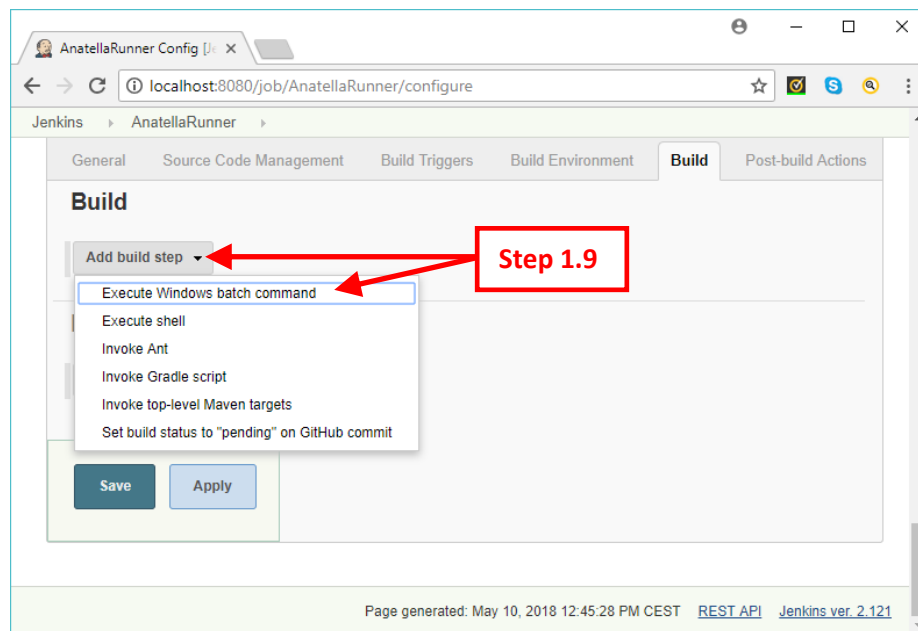 AnatellaRunner Config [Je
localhost:8080/job/AnatellaRunner/configure
Jenkins AnatellaRunner
General Source Code Management Build Triggers Build Environment Build Post-build Actions
Build
Add build step
Step 1.9
Execute Windows batch command
Execute shell
Invoke Ant
Invoke Gradle script
Invoke top-level Maven targets
Set build status to "pending" on GitHub commit
Save Apply
Page generated: May 10, 2018 12:45:28 PM CEST REST API Jenkins ver. 2.121